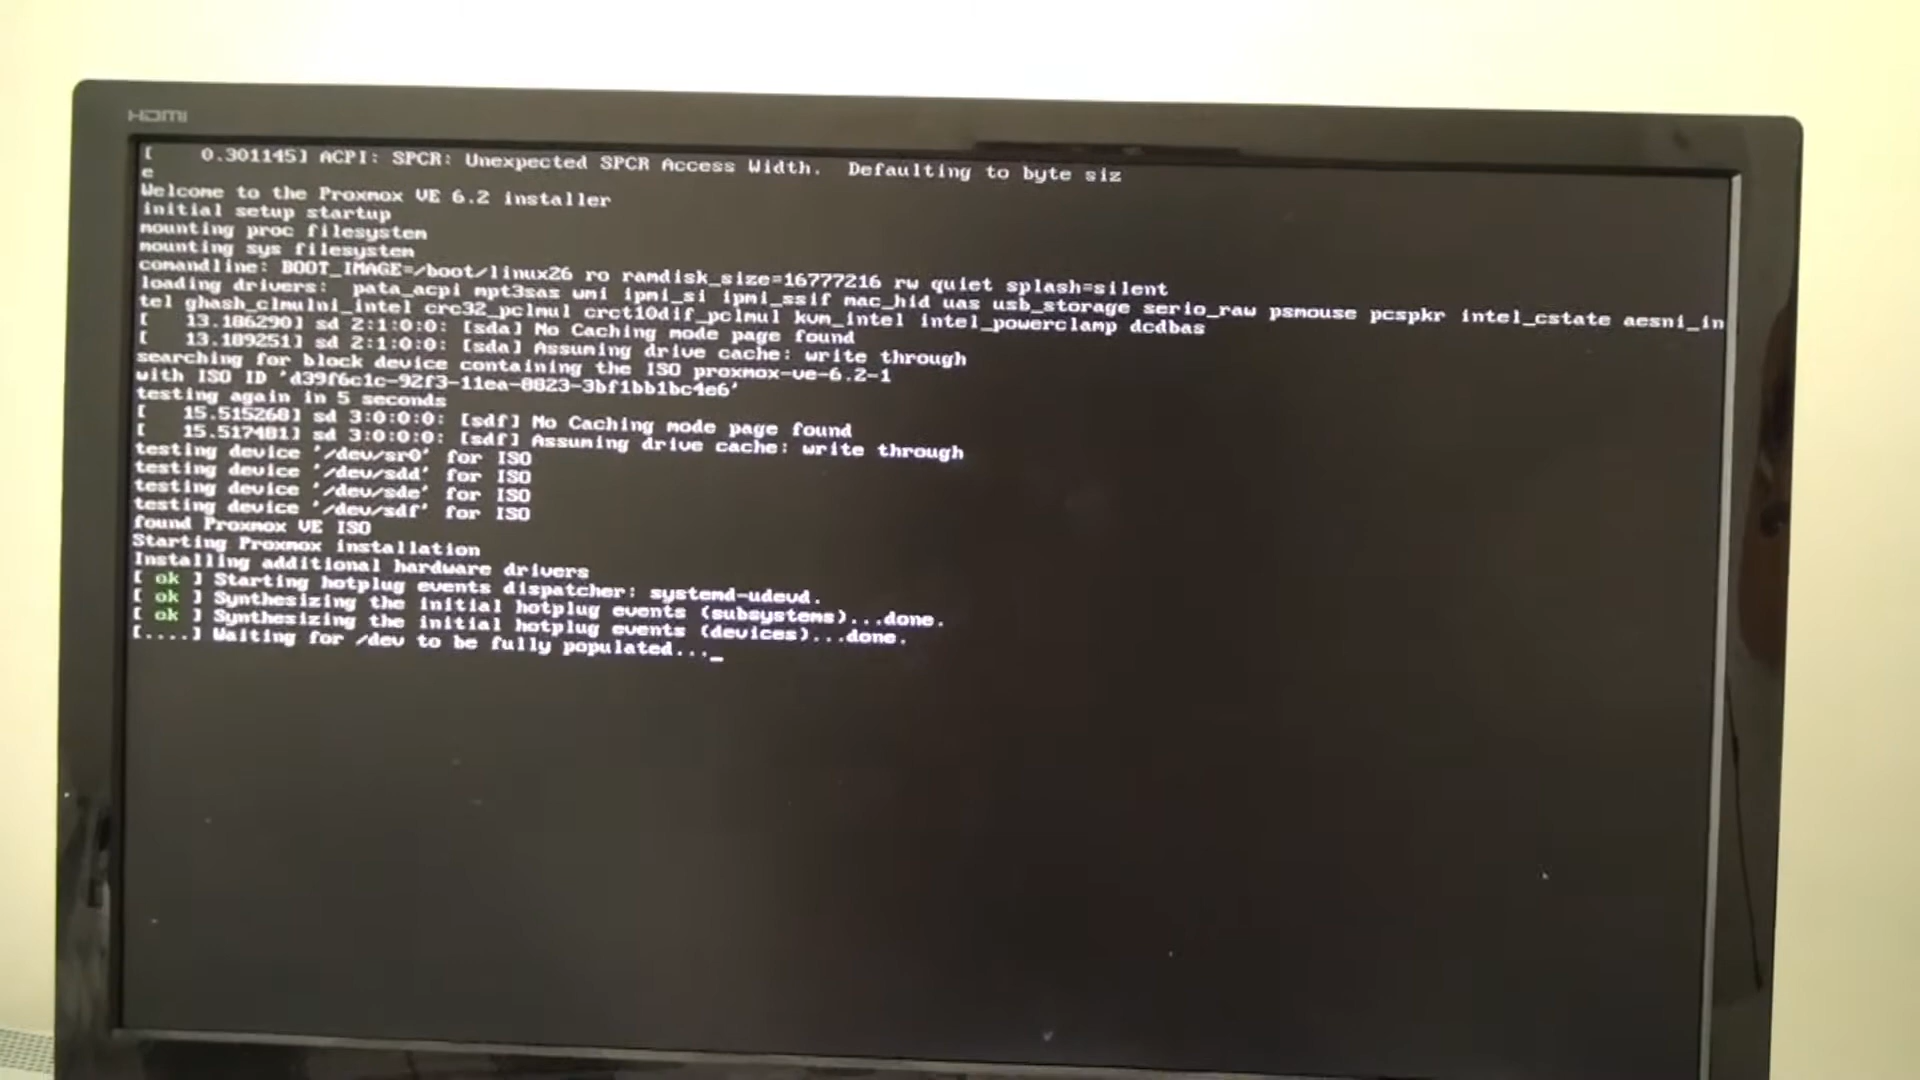 HDMI
[    0.301145] ACPI: SPCR: Unexpected SPCR Access Width.  Defaulting to byte siz
e
Welcome to the Proxmox VE 6.2 installer
initial setup startup
mounting proc filesystem
mounting sys filesystem
comandline: BOOT_IMAGE=/boot/linux26 ro ramdisk_size=16777216 rw quiet splash=silent
loading drivers:  pata_acpi mpt3sas wmi ipmi_si ipmi_ssif mac_hid uas usb_storage serio_raw psmouse pcspkr intel_cstate aesni_in
tel ghash_clmulni_intel crc32_pclmul crct10dif_pclmul kvm_intel intel_powerclamp dcdbas
[   13.186290] sd 2:1:0:0: [sda] No Caching mode page found
[   13.189251] sd 2:1:0:0: [sda] Assuming drive cache: write through
searching for block device containing the ISO proxmox-ve-6.2-1
with ISO ID 'd39f6c1c-92f3-11ea-8823-3bf1bb1bc4e6'
testing again in 5 seconds
[   15.515268] sd 3:0:0:0: [sdf] No Caching mode page found
[   15.517481] sd 3:0:0:0: [sdf] Assuming drive cache: write through
testing device '/dev/sr0' for ISO
testing device '/dev/sdd' for ISO
testing device '/dev/sde' for ISO
testing device '/dev/sdf' for ISO
found Proxmox VE ISO
Starting Proxmox installation
Installing additional hardware drivers
[ ok ] Starting hotplug events dispatcher: systemd-udevd.
[ ok ] Synthesizing the initial hotplug events (subsystems)...done.
[ ok ] Synthesizing the initial hotplug events (devices)...done.
[....] Waiting for /dev to be fully populated..._